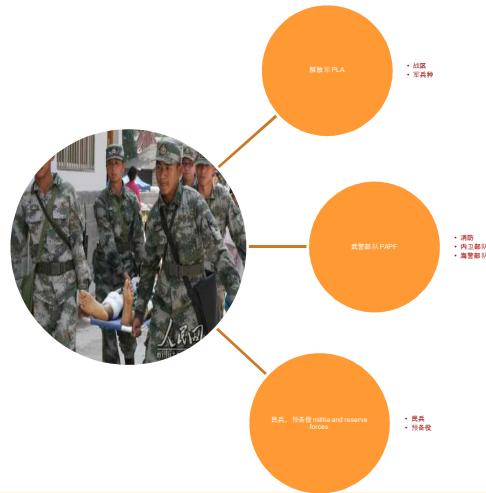 解放军 PLA
• 战区
• 军兵种
武警部队 PAPF
• 消防
• 内卫部队
• 海警部队
民兵、预备役 militia and reserve
forces
• 民兵
• 预备役
人民网